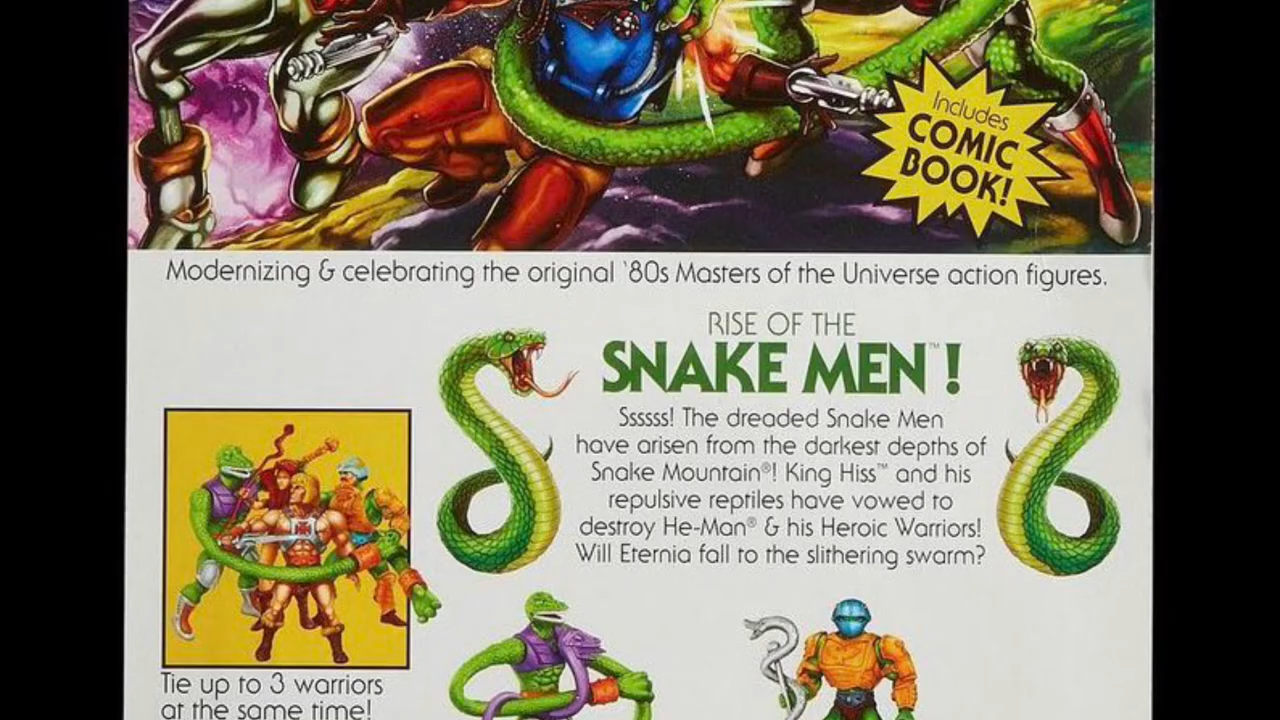 Includes
COMIC
BOOK!
Modernizing & celebrating the original '80s Masters of the Universe action figures.
RISE OF THE
SNAKE MEN™!
Ssssss! The dreaded Snake Men
have arisen from the darkest depths of
Snake Mountain®! King Hiss™ and his
repulsive reptiles have vowed to
destroy He-Man® & his Heroic Warriors!
Will Eternia fall to the slithering swarm?
Tie up to 3 warriors
at the same time!